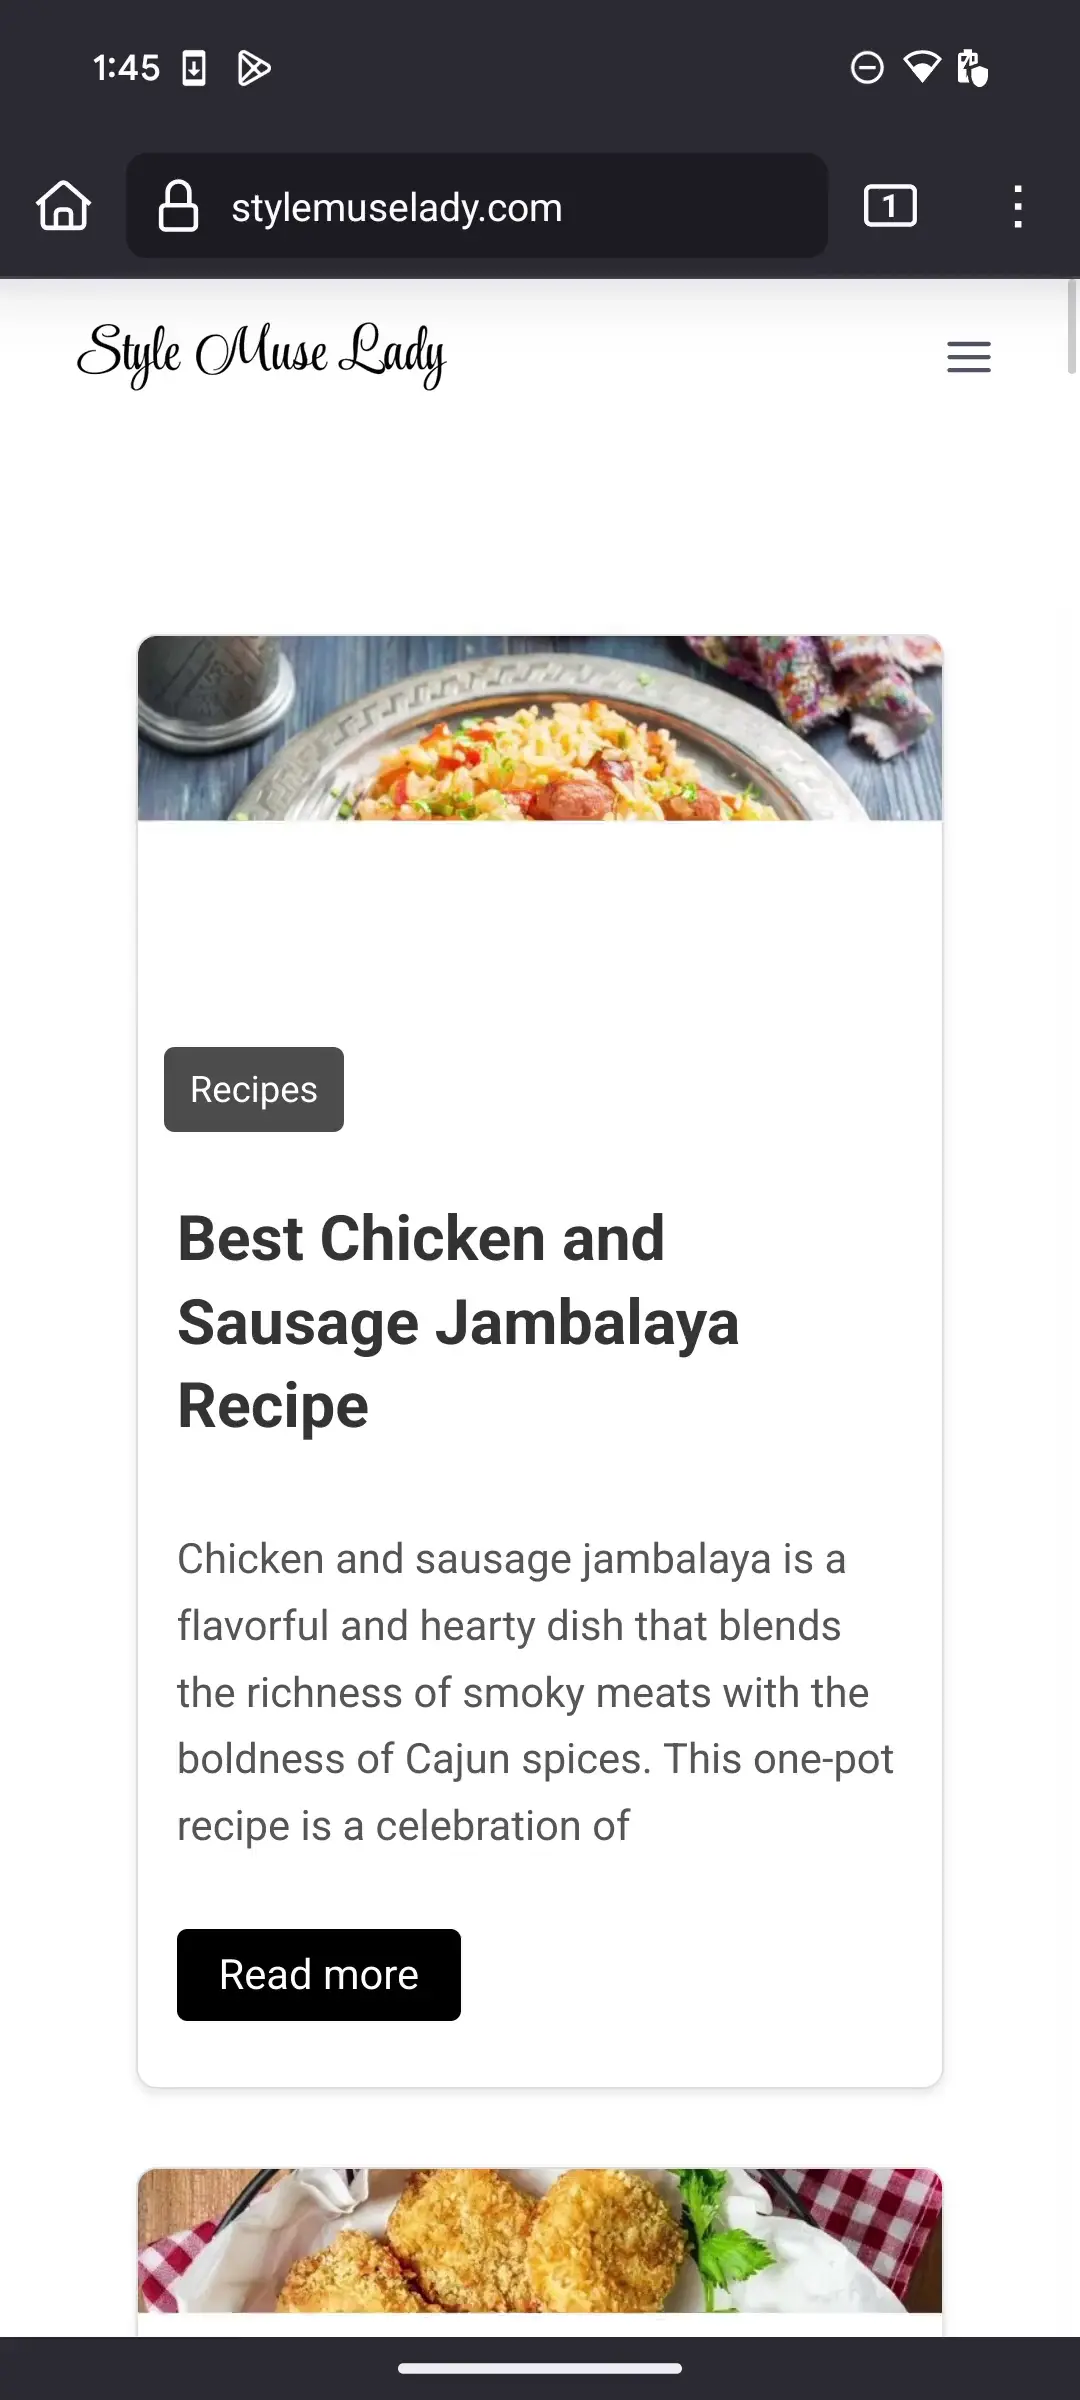 1:45
stylemuselady.com
1
Style Muse Lady
Recipes
Best Chicken and
Sausage Jambalaya
Recipe
Chicken and sausage jambalaya is a
flavorful and hearty dish that blends
the richness of smoky meats with the
boldness of Cajun spices. This one-pot
recipe is a celebration of
Read more